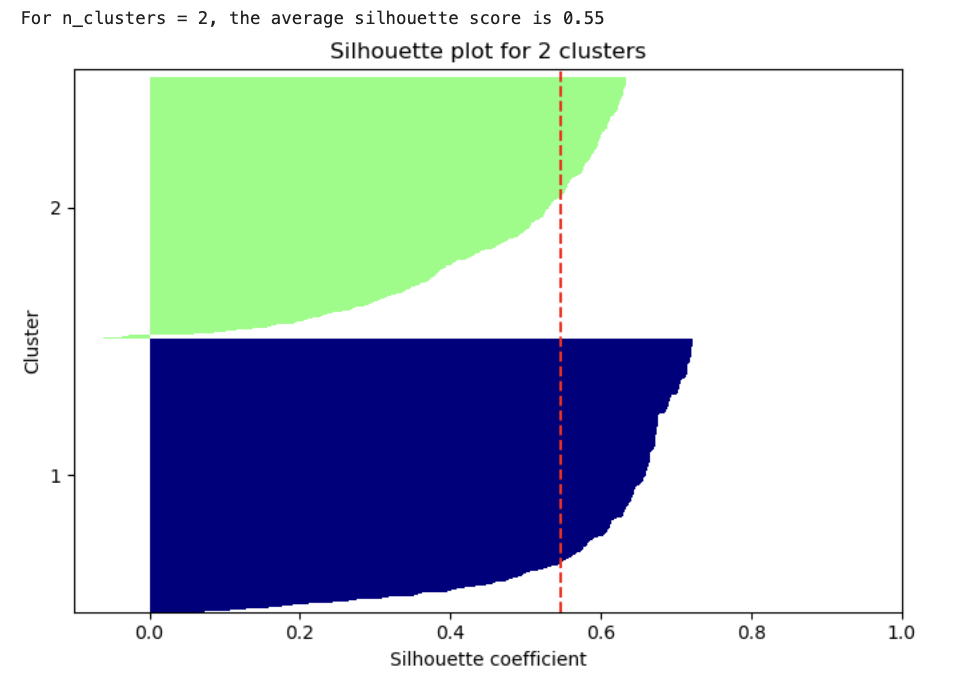 For n_clusters = 2, the average silhouette score is 0.55
Silhouette plot for 2 clusters
2
Cluster
1
0.0 0.2 0.4 0.6 0.8 1.0
Silhouette coefficient